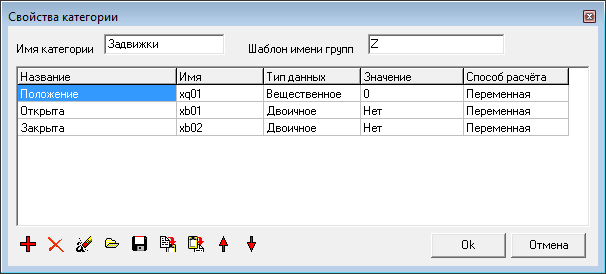 Свойства категории
Имя категории Задвижки Шаблон имени групп Z
Название Имя Тип данных Значение Способ расчёта
Положение xq01 Вещественное 0 Переменная
Открыта xb01 Двоичное Нет Переменная
Закрыта xb02 Двоичное Нет Переменная
Ok Отмена